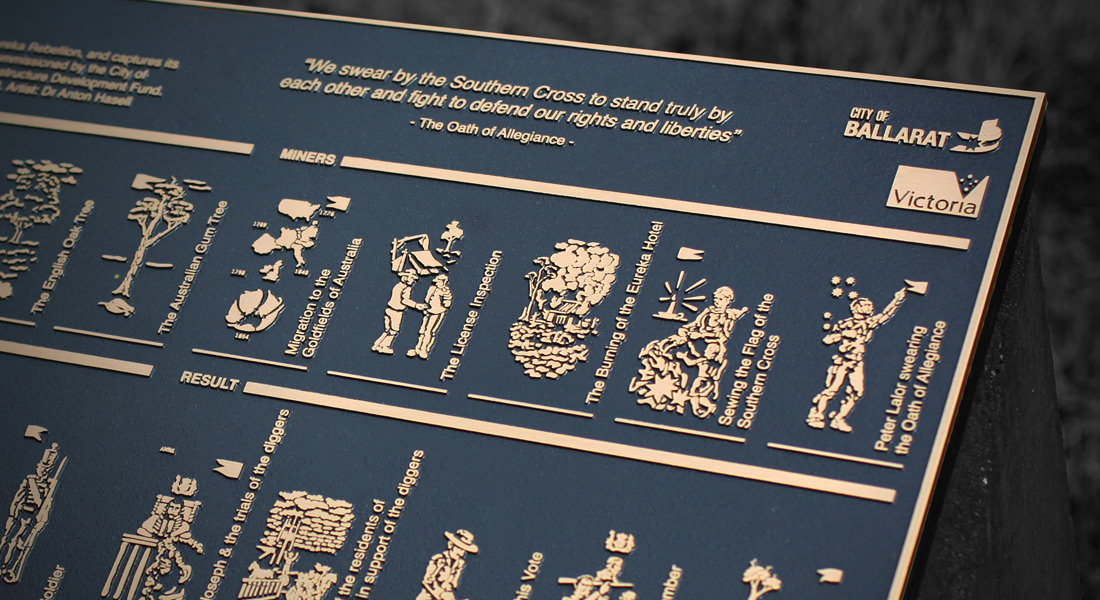 eureka Rebellion, and captures its
missioned by the City of
structure Development Fund.
Artist: Dr Anton Hasell
"We swear by the Southern Cross to stand truly by
each other and fight to defend our rights and liberties"
- The Oath of Allegiance -
CITY OF
BALLARAT
Victoria
MINERS
The English Oak Tree
The Australian Gum Tree
1776
1789
1798
1848
1854
Migration to the
Goldfields of Australia
The License Inspection
The Burning of the Eureka Hotel
Sewing the Flag of the
Southern Cross
Peter Lalor swearing
the Oath of Allegiance
RESULT
oldier
Joseph & the trials of the diggers
the residents of
in support of the diggers
his Vote
mber